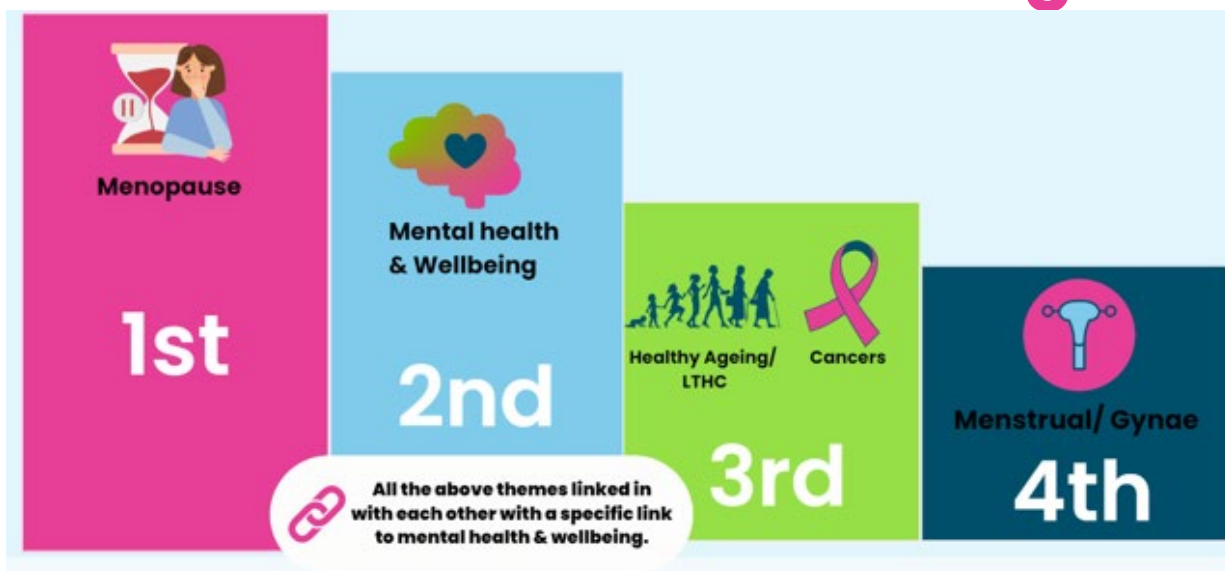 Menopause
1st
Mental health
& Wellbeing
2nd
Healthy Ageing/
LTHC
Cancers
3rd
Menstrual/ Gynae
4th
All the above themes linked in
with each other with a specific link
to mental health & wellbeing.